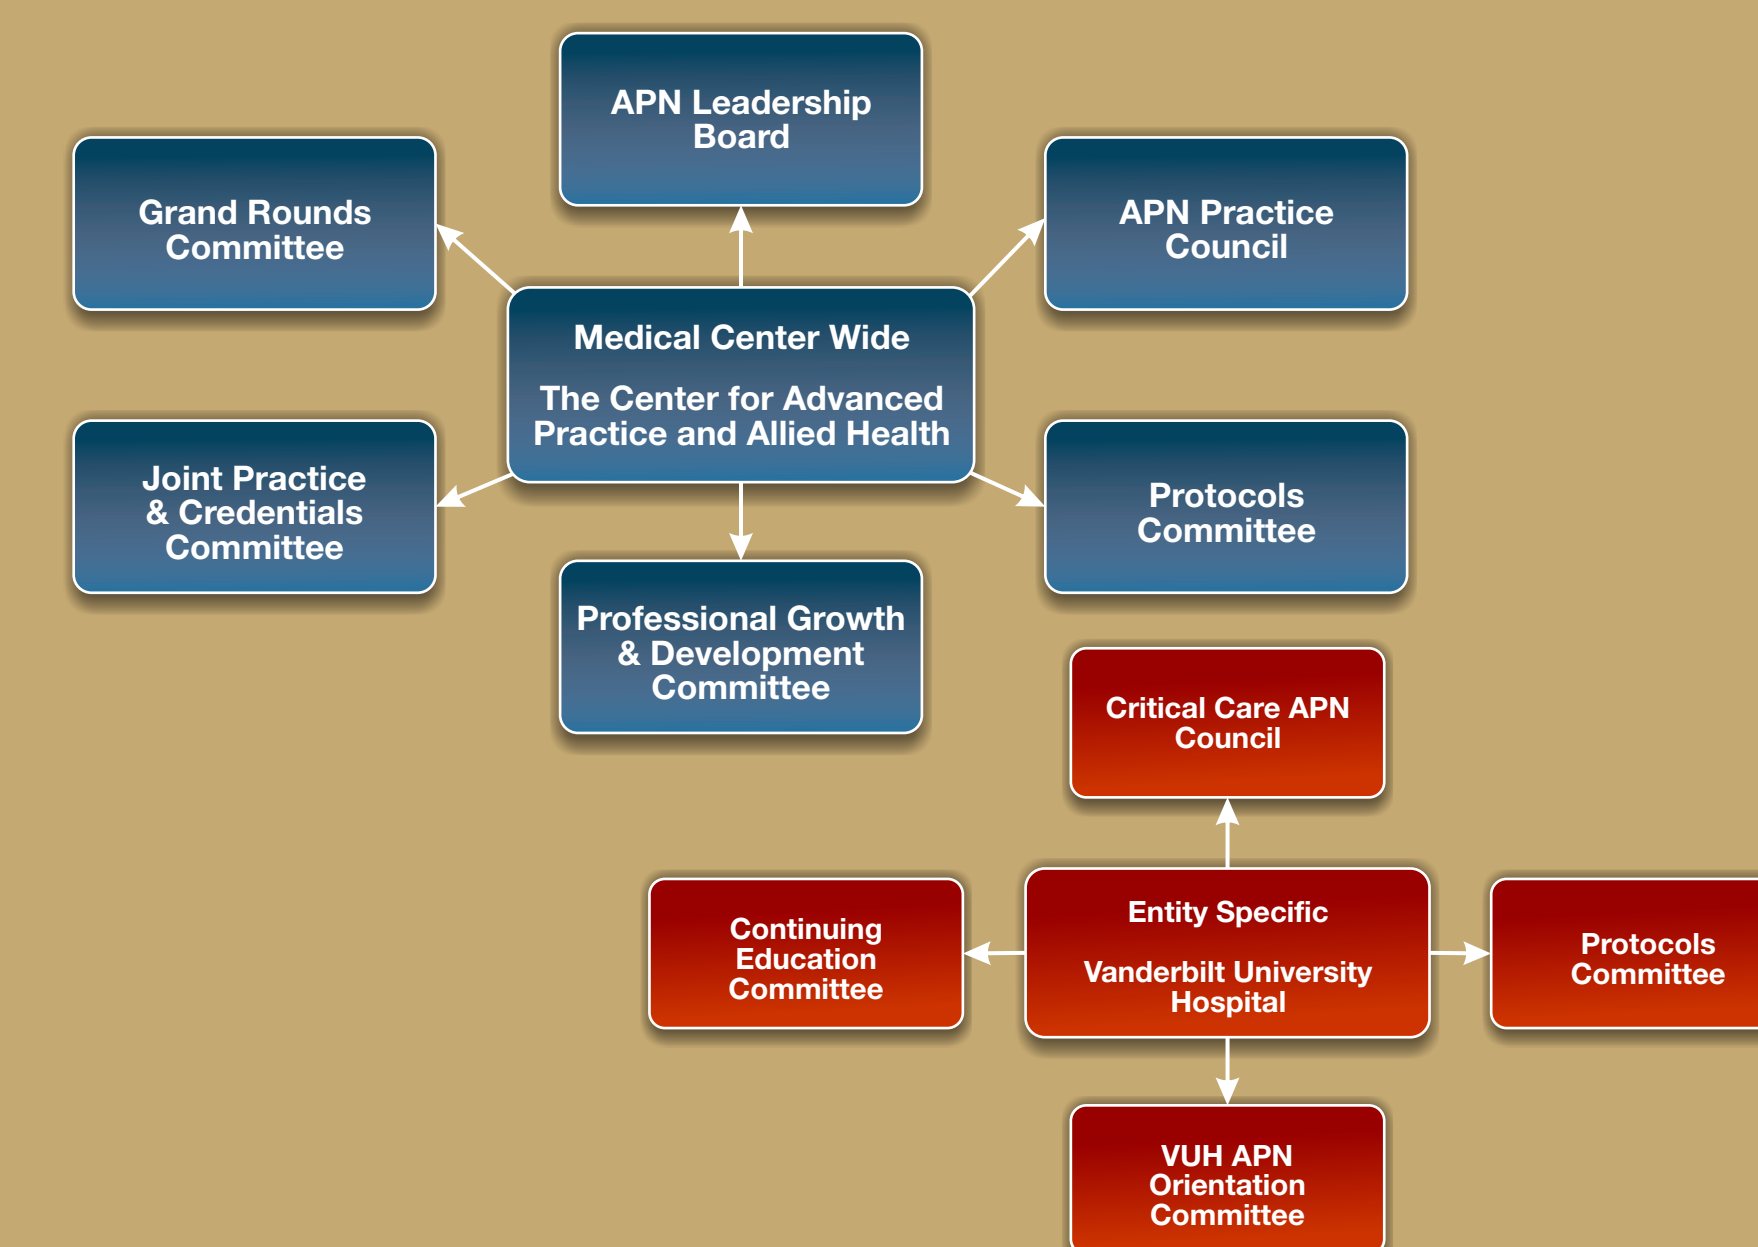 APN Leadership
Board
Grand Rounds
Committee
APN Practice
Council
Medical Center Wide
The Center for Advanced
Practice and Allied Health
Joint Practice
& Credentials
Committee
Protocols
Committee
Professional Growth
& Development
Committee
Critical Care APN
Council
Continuing
Education
Committee
Entity Specific
Vanderbilt University
Hospital
Protocols
Committee
VUH APN
Orientation
Committee